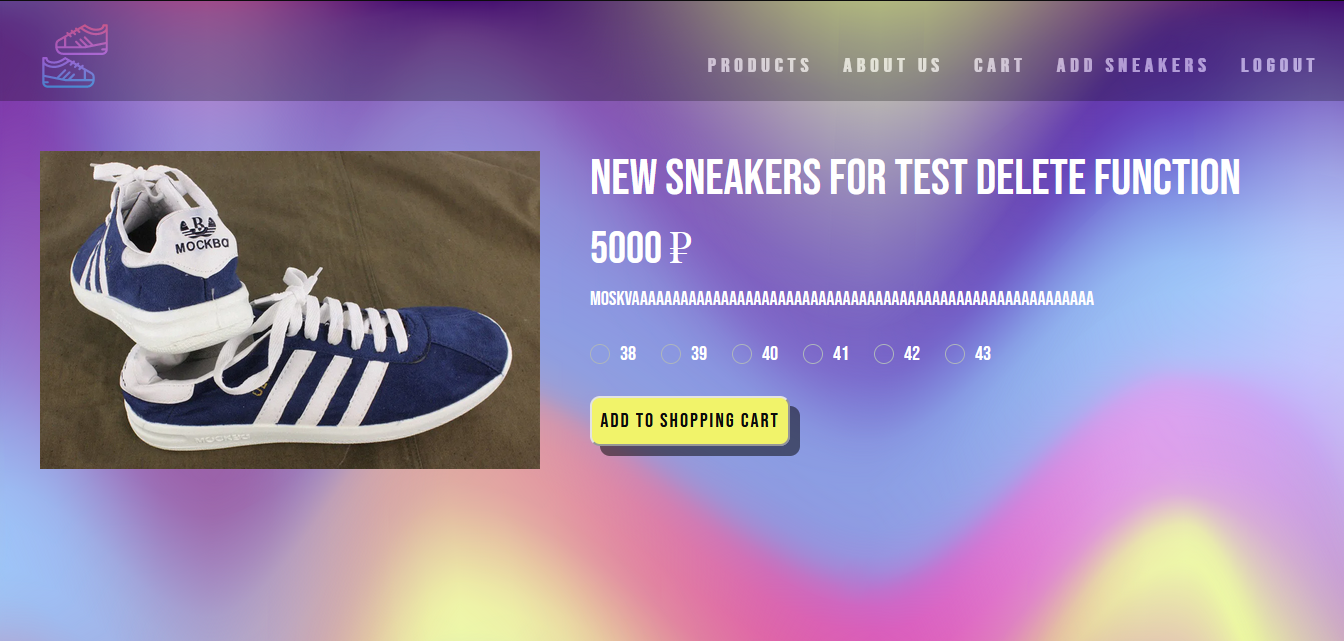 PRODUCTS ABOUT US CART ADD SNEAKERS LOGOUT
NEW SNEAKERS FOR TEST DELETE FUNCTION
5000 ₽
MOSKVAAAAAAAAAAAAAAAAAAAAAAAAAAAAAAAAAAAAAAAAAAAAAAAAAAAAAAAAA
38 39 40 41 42 43
ADD TO SHOPPING CART
МОСКВА